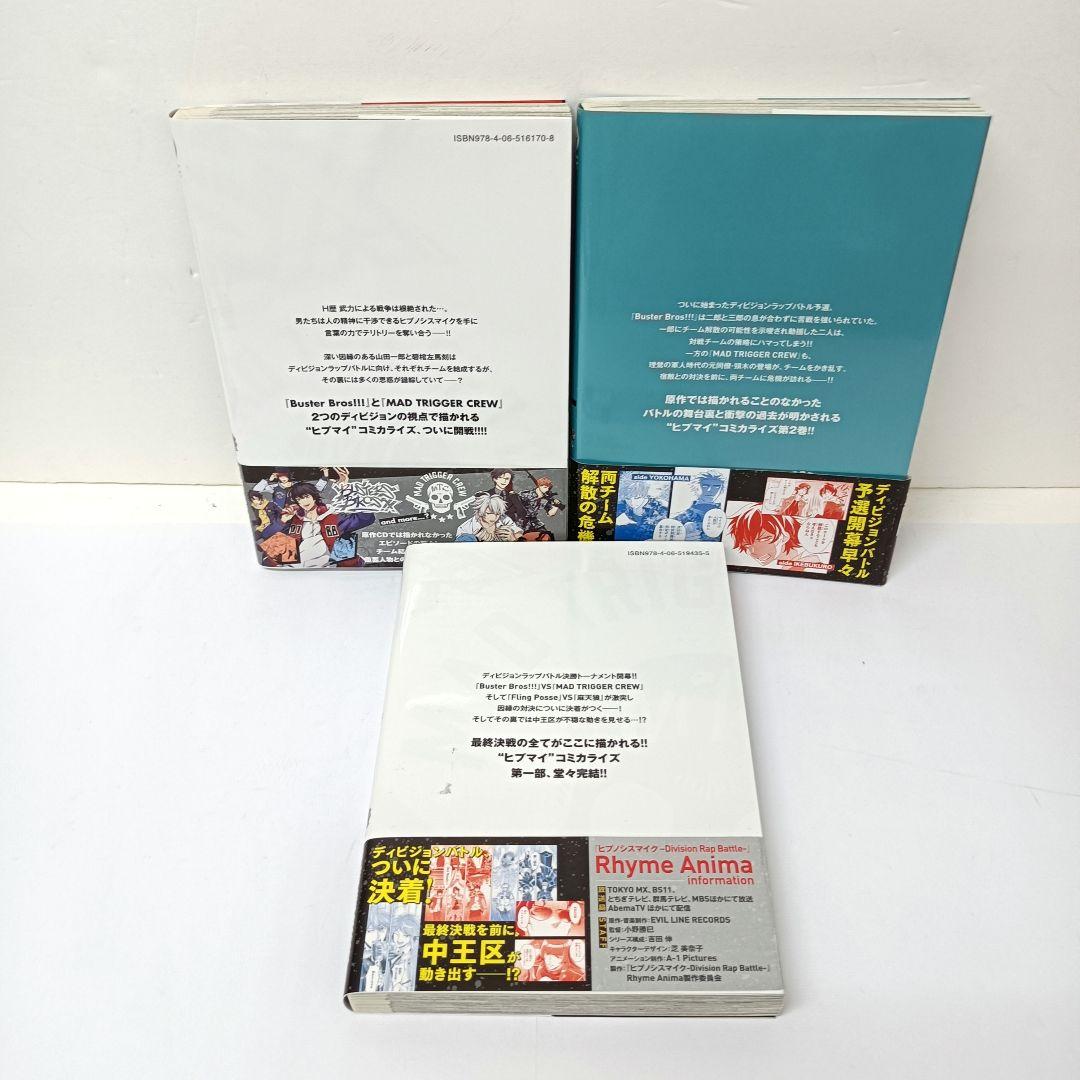 ISBN978-4-06-516170-8
H歴 武力による戦争は根絶された…。
男たちは人の精神に干渉できるヒプノシスマイクを手に
言葉の力でテリトリーを奪い合う——!!
深い因縁のある山田一郎と碧棺左馬刻は
ディビジョンラップバトルに向け、それぞれチームを結成するが、
その裏には多くの思惑が錯綜していて——?
『Buster Bros!!!』と『MAD TRIGGER CREW』
2つのディビジョンの視点で描かれる
“ヒプマイ”コミカライズ、ついに開戦!!!!
BUSTER BROS!!!
MAD TRIGGER CREW
and more…?
原作CDでは描かれなかった
ついに始まったディビジョンラップバトル予選。
『Buster Bros!!!』は二郎と三郎の息が合わずに苦戦を強いられていた。
一郎にチーム解散の可能性を示唆され動揺した二人は、
対戦チームの策略にハマってしまう!!
一方の『MAD TRIGGER CREW』も、
理鶯の軍人時代の元同僚・頸木の登場が、チームをかき乱す。
宿敵との対決を前に、両チームに危機が訪れる——!!
原作では描かれることのなかった
バトルの舞台裏と衝撃の過去が明かされる
“ヒプマイ”コミカライズ第2巻!!
ディビジョンバトル
予選開幕早々
両チーム
解散の危機
side YOKOHAMA
side IKEBUKURO
ISBN978-4-06-519435-5
ディビジョンラップバトル決勝トーナメント開幕!!
『Buster Bros!!!』VS『MAD TRIGGER CREW』
そして『Fling Posse』VS『麻天狼』が激突し
因縁の対決についに決着がつく——!
そしてその裏では中王区が不穏な動きを見せる…!?
最終決戦の全てがここに描かれる!!
“ヒプマイ”コミカライズ
第一部、堂々完結!!
ディビジョンバトル、
ついに
決着!
最終決戦を前に、
中王区が
動き出す——!?
『ヒプノシスマイク-Division Rap Battle-』
Rhyme Anima
information
放送局
TOKYO MX、BS11、
とちぎテレビ、群馬テレビ、MBSほかにて放送
AbemaTV ほかにて配信
STAFF
原作・音楽制作：EVIL LINE RECORDS
監督：小野勝巳
シリーズ構成：吉田 伸
キャラクターデザイン：芝 美奈子
アニメーション制作：A-1 Pictures
製作：『ヒプノシスマイク-Division Rap Battle-』
Rhyme Anima製作委員会